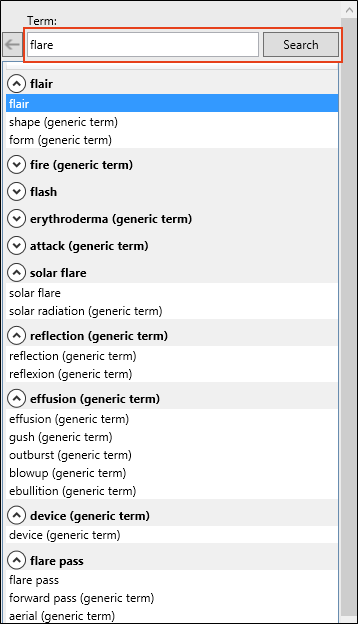 Term:
flare Search
flair
flair
shape (generic term)
form (generic term)
fire (generic term)
flash
erythroderma (generic term)
attack (generic term)
solar flare
solar flare
solar radiation (generic term)
reflection (generic term)
reflection (generic term)
reflexion (generic term)
effusion (generic term)
effusion (generic term)
gush (generic term)
outburst (generic term)
blowup (generic term)
ebullition (generic term)
device (generic term)
device (generic term)
flare pass
flare pass
forward pass (generic term)
aerial (generic term)